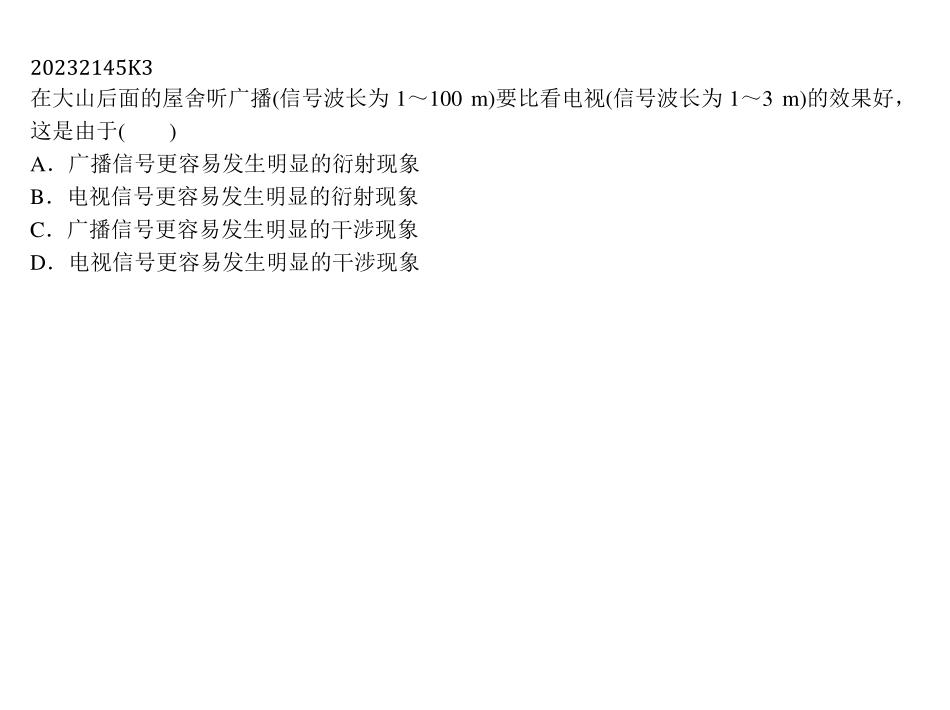 20232145K3
在大山后面的屋舍听广播(信号波长为 1～100 m)要比看电视(信号波长为 1～3 m)的效果好，
这是由于(　　)
A．广播信号更容易发生明显的衍射现象
B．电视信号更容易发生明显的衍射现象
C．广播信号更容易发生明显的干涉现象
D．电视信号更容易发生明显的干涉现象